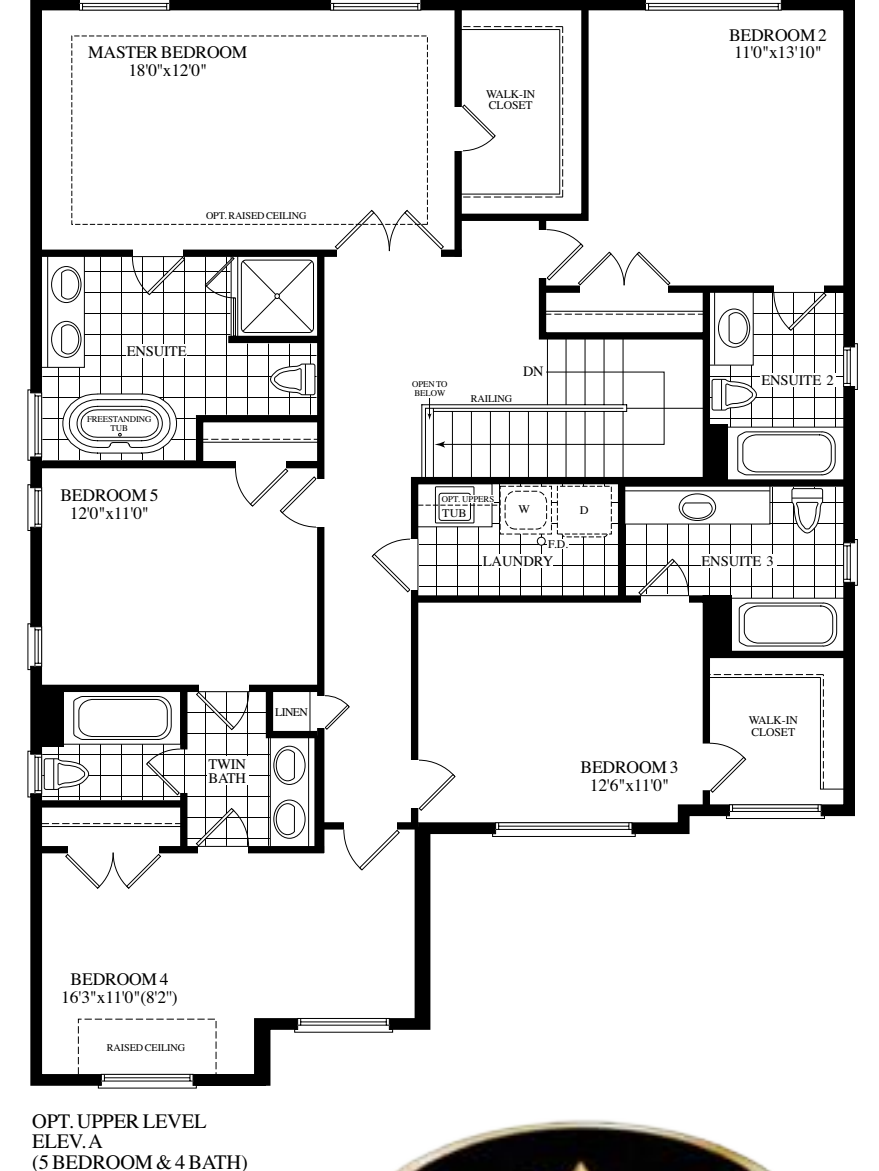 MASTER BEDROOM
18'0"x12'0"
OPT. RAISED CEILING
WALK-IN
CLOSET
BEDROOM 2
11'0"x13'10"
ENSUITE
FREESTANDING
TUB
OPEN TO
BELOW
DN
RAILING
ENSUITE 2
BEDROOM 5
12'0"x11'0"
OPT. UPPERS
TUB
W
D
F.D.
LAUNDRY
ENSUITE 3
LINEN
TWIN
BATH
BEDROOM 3
12'6"x11'0"
WALK-IN
CLOSET
BEDROOM 4
16'3"x11'0"(8'2")
RAISED CEILING
OPT. UPPER LEVEL
ELEV. A
(5 BEDROOM & 4 BATH)